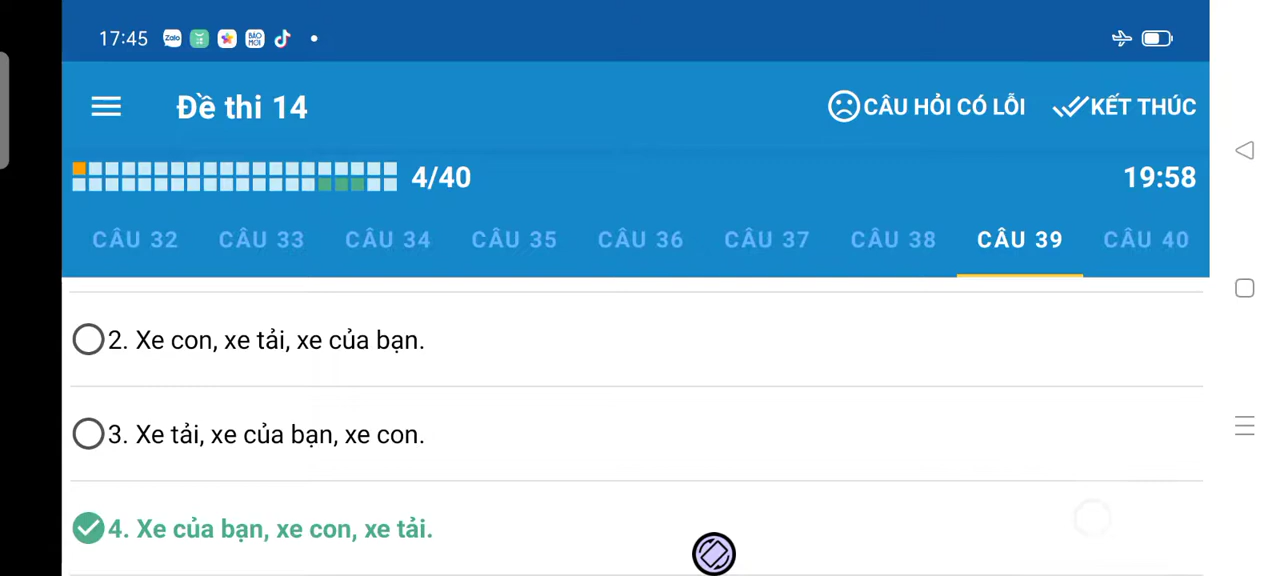 17:45 Zalo BÁO MỚI
Đề thi 14 CÂU HỎI CÓ LỖI KẾT THÚC
4/40 19:58
CÂU 32 CÂU 33 CÂU 34 CÂU 35 CÂU 36 CÂU 37 CÂU 38 CÂU 39 CÂU 40
2. Xe con, xe tải, xe của bạn.
3. Xe tải, xe của bạn, xe con.
4. Xe của bạn, xe con, xe tải.